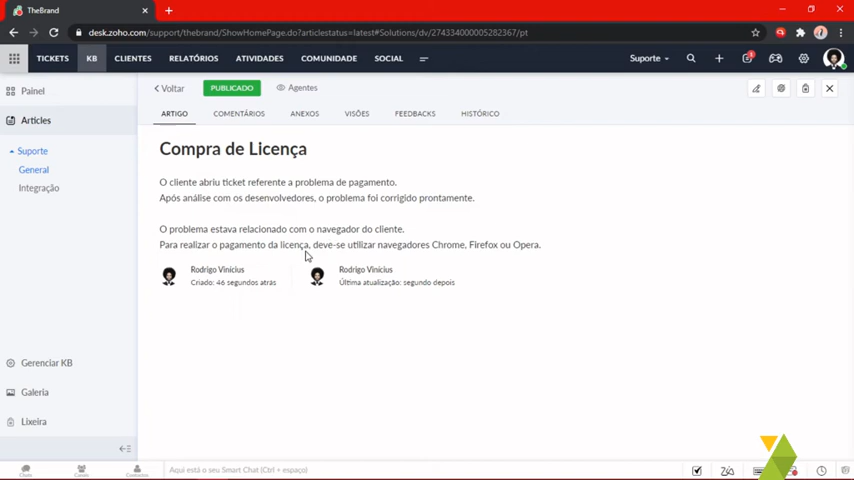 TheBrand
desk.zoho.com/support/thebrand/ShowHomePage.do?articlestatus=latest#Solutions/dv/274334000005282367/pt
TICKETS KB CLIENTES RELATÓRIOS ATIVIDADES COMUNIDADE SOCIAL Suporte
Painel
Articles
Suporte
General
Integração
Gerenciar KB
Galeria
Lixeira
Voltar PUBLICADO Agentes
ARTIGO COMENTÁRIOS ANEXOS VISÕES FEEDBACKS HISTÓRICO
Compra de Licença
O cliente abriu ticket referente a problema de pagamento.
Após análise com os desenvolvedores, o problema foi corrigido prontamente.
O problema estava relacionado com o navegador do cliente.
Para realizar o pagamento da licença, deve-se utilizar navegadores Chrome, Firefox ou Opera.
Rodrigo Vinícius
Criado: 46 segundos atrás
Rodrigo Vinícius
Última atualização: segundo depois
Chats Canais Contactos Aqui está o seu Smart Chat (Ctrl + espaço)